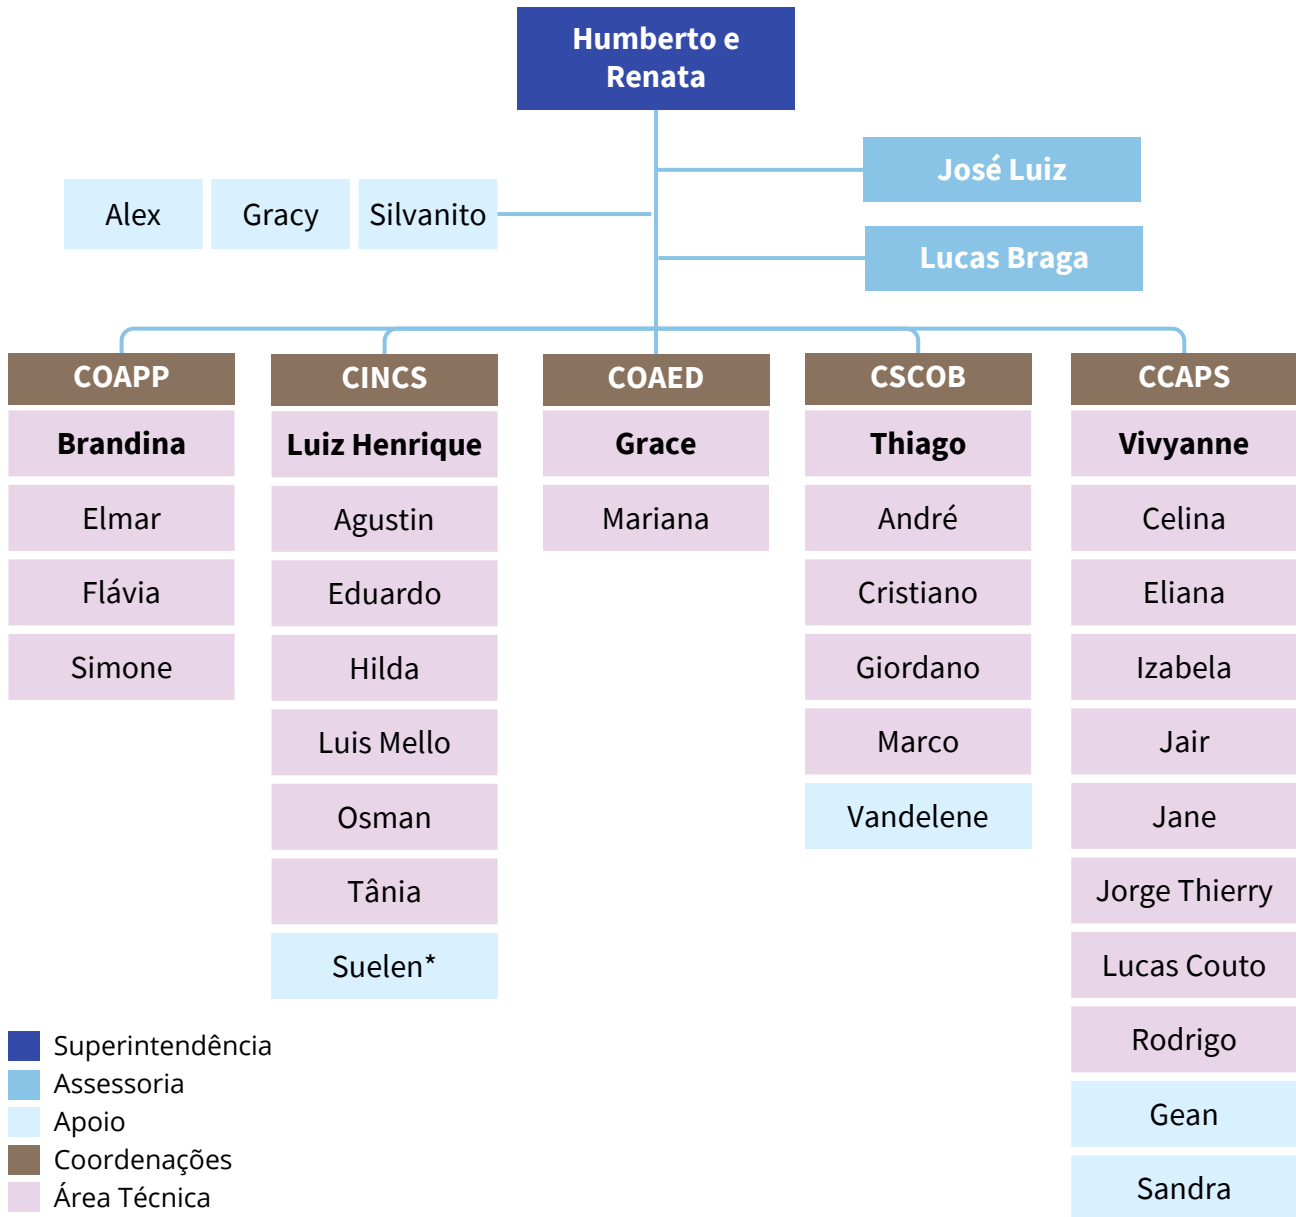 Humberto e
Renata
José Luiz
Alex
Gracy
Silvanito
Lucas Braga
COAPP
Brandina
Elmar
Flávia
Simone
CINCS
Luiz Henrique
Agustin
Eduardo
Hilda
Luis Mello
Osman
Tânia
Suelen*
COAED
Grace
Mariana
CSCOB
Thiago
André
Cristiano
Giordano
Marco
Vandelene
CCAPS
Vivyanne
Celina
Eliana
Izabela
Jair
Jane
Jorge Thierry
Lucas Couto
Rodrigo
Gean
Sandra
Superintendência
Assessoria
Apoio
Coordenações
Área Técnica